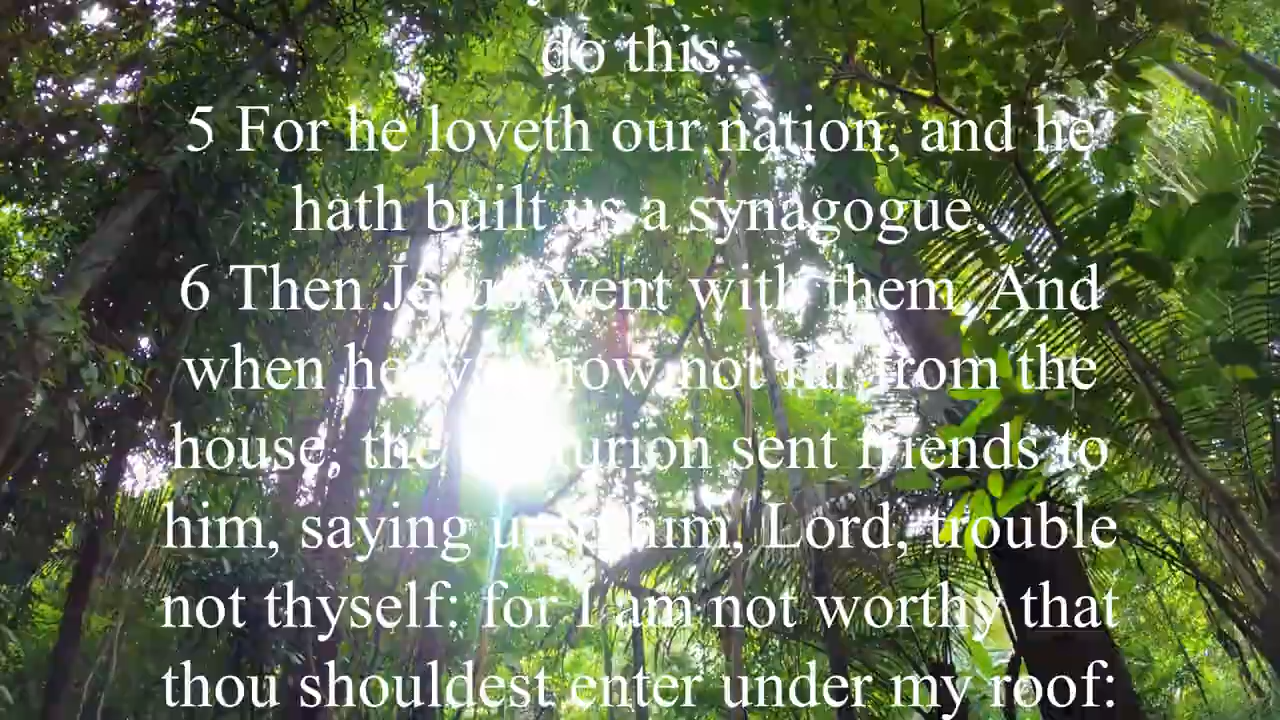 do this:
5 For he loveth our nation, and he
hath built us a synagogue.
6 Then Jesus went with them. And
when he was now not far from the
house, the centurion sent friends to
him, saying unto him, Lord, trouble
not thyself: for I am not worthy that
thou shouldest enter under my roof: